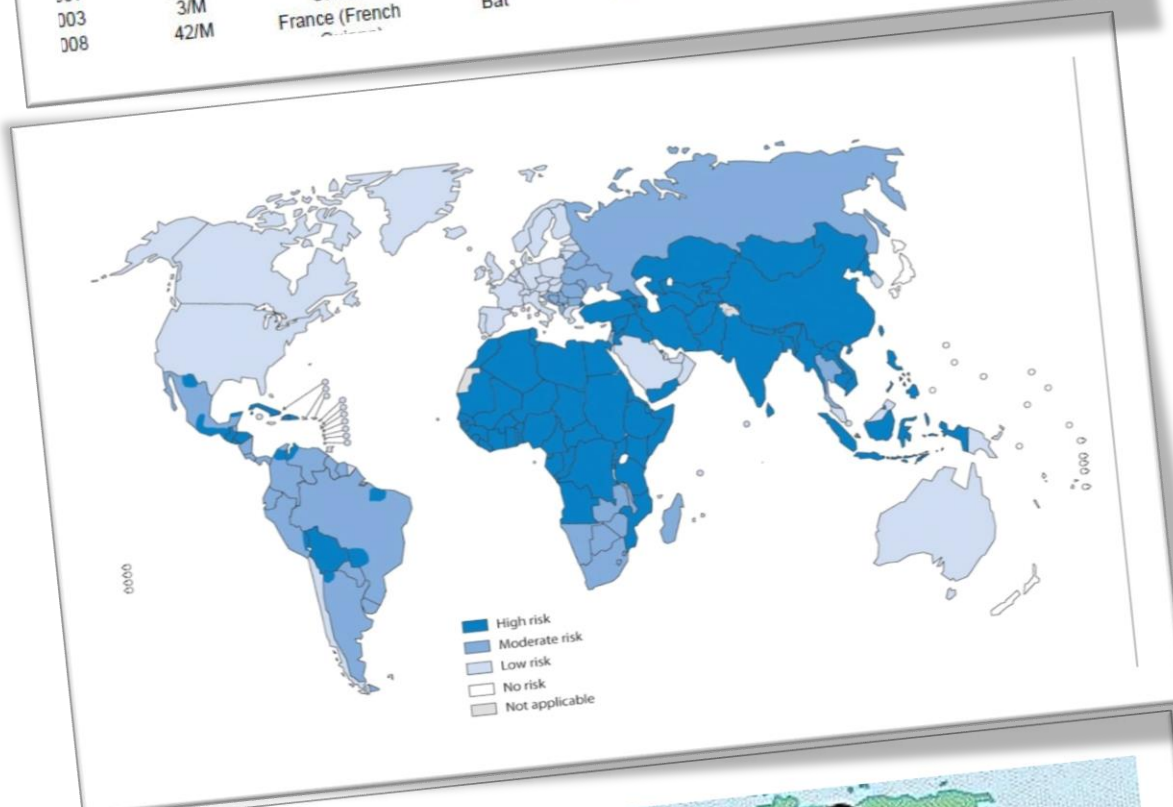 003 3/M
008 42/M France (French Bat
High risk
Moderate risk
Low risk
No risk
Not applicable